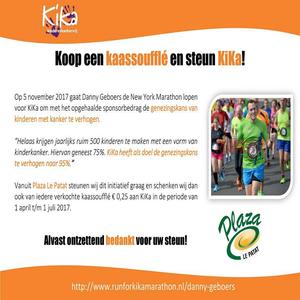 KiKa
kinderkankervrij
Koop een kaassoufflé en steun KiKa!
Op 5 november 2017 gaat Danny Geboers de New York Marathon lopen
voor KiKa om met het opgehaalde sponsorbedrag de genezingskans van
kinderen met kanker te verhogen.
"Helaas krijgen jaarlijks ruim 500 kinderen te maken met een vorm van
kinderkanker. Hiervan geneest 75%. KiKa heeft als doel de genezingskans
te verhogen naar 95%."
Vanuit Plaza Le Patat steunen wij dit initiatief graag en schenken wij dan
ook van iedere verkochte kaassoufflé € 0,25 aan KiKa in de periode van
1 april t/m 1 juli 2017.
Plaza
LE PATAT
Alvast ontzettend bedankt voor uw steun!
http://www.runforkikamarathon.nl/danny-geboers